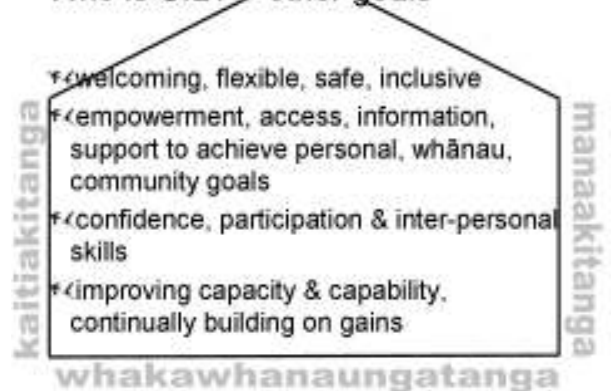 welcoming, flexible, safe, inclusive
empowerment, access, information,
support to achieve personal, whānau,
community goals
confidence, participation & inter-personal
skills
improving capacity & capability,
continually building on gains
kaitiakitanga
manaakitanga
whakawhanaungatanga